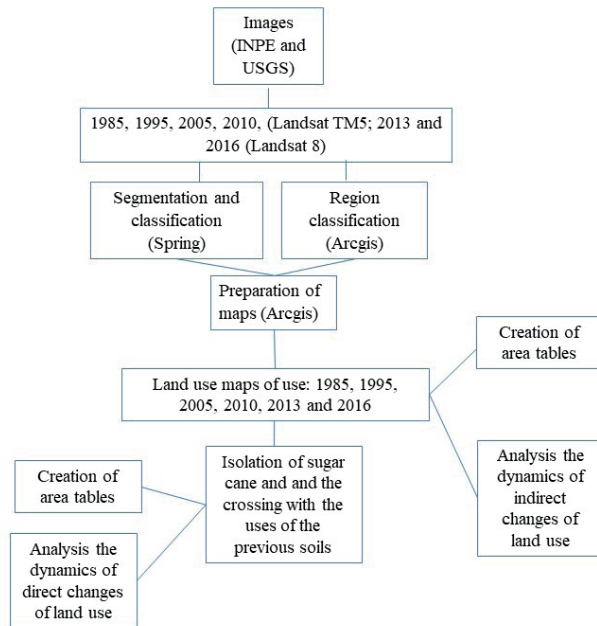 Images
(INPE and
USGS)
1985, 1995, 2005, 2010, (Landsat TM5; 2013 and
2016 (Landsat 8)
Segmentation and
classification
(Spring)
Region
classification
(Arcgis)
Preparation of
maps (Arcgis)
Creation of
area tables
Land use maps of use: 1985, 1995,
2005, 2010, 2013 and 2016
Analysis the
dynamics of
indirect
changes of
land use
Isolation of sugar
cane and and the
crossing with the
uses of the
previous soils
Creation of
area tables
Analysis the
dynamics of
direct changes
of land use